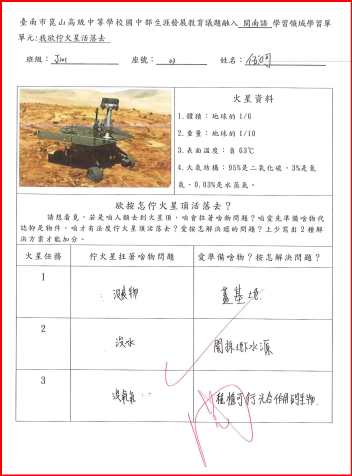 臺南市崑山高級中等學校國中部生涯發展教育議題融入 閩南語 學習領域學習單
單元:我欲佇火星活落去
班級: 座號: 03 姓名:
火星資料
1.體積:地球的1/6
2.重量:地球的1/10
3.表面溫度:負63℃
4.大氣結構:95%是二氧化碳,3%是氮
氣,0.03%是水蒸氣。
欲按怎佇火星頂活落去?
請想看覓,若是咱人類去到火星頂,咱會拄著啥物問題?咱愛先準備啥物代
誌抑是物件,咱才有法度佇火星頂活落去?愛按怎解決遮的問題?上少寫出2種解
決方案才能加分。
火星任務 佇火星拄著啥物問題 愛準備啥物?按怎解決問題?
1 沒食物 蓋基地.
2 沒水 開採地下水源
3 沒氧氣 種植可行光合作用的生物.